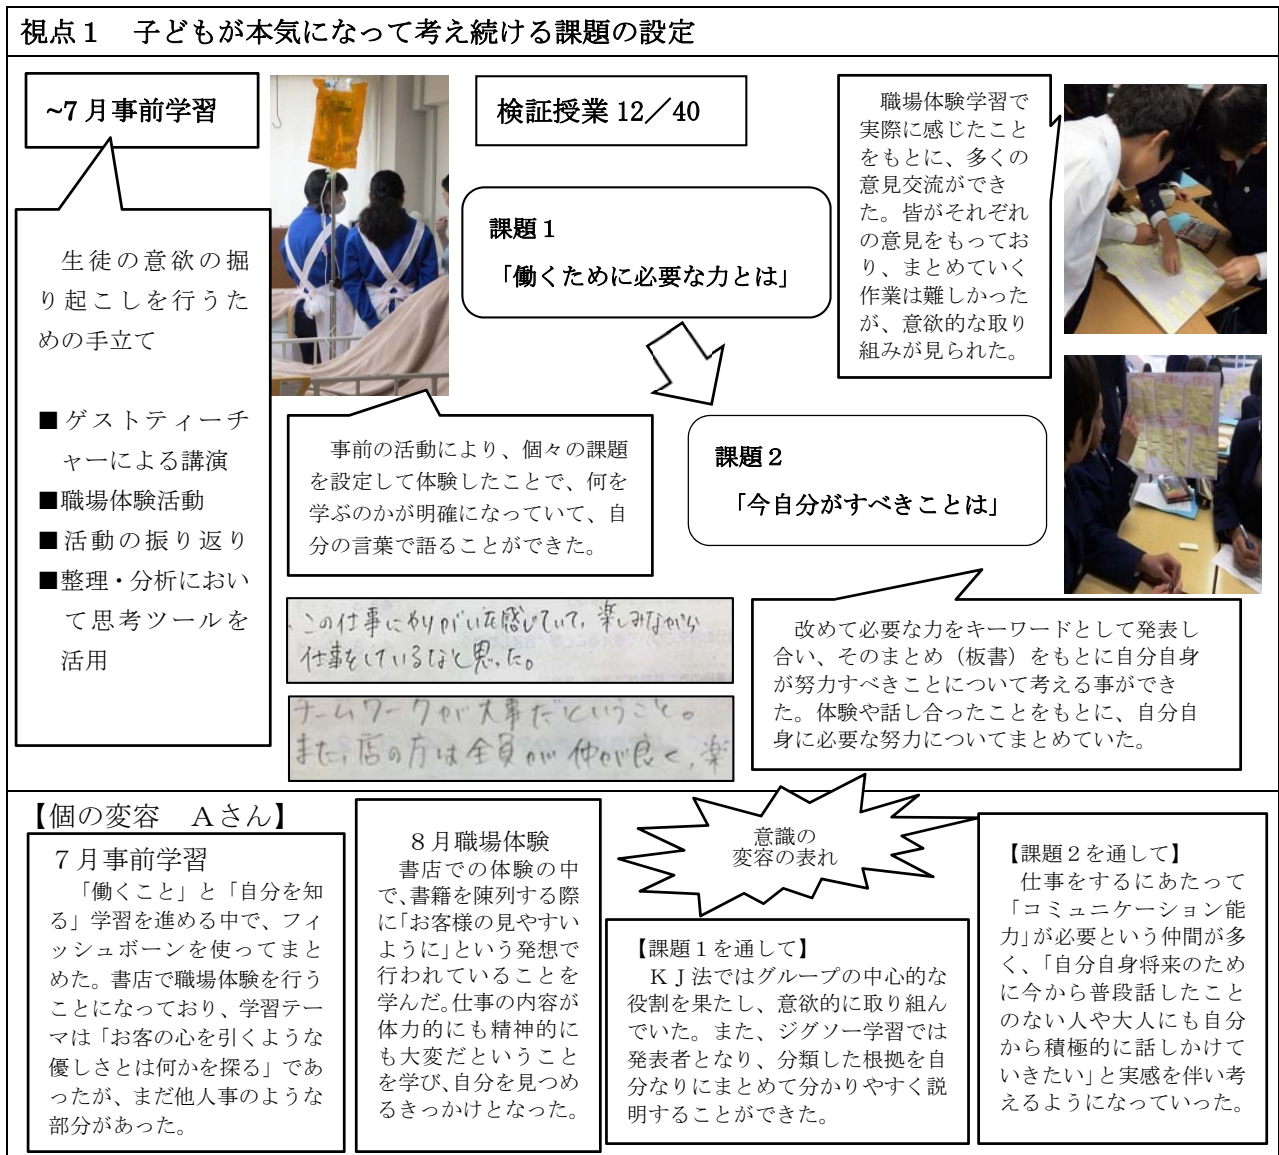 視点１　子どもが本気になって考え続ける課題の設定
~7月事前学習
生徒の意欲の掘
り起こしを行うた
めの手立て
■ゲストティーチ
ャーによる講演
■職場体験活動
■活動の振り返り
■整理・分析におい
て思考ツールを
活用
検証授業 12／40
課題１
「働くために必要な力とは」
職場体験学習で
実際に感じたこと
をもとに、多くの
意見交流ができ
た。皆がそれぞれ
の意見をもってお
り、まとめていく
作業は難しかった
が、意欲的な取り
組みが見られた。
事前の活動により、個々の課題
を設定して体験したことで、何を
学ぶのかが明確になっていて、自
分の言葉で語ることができた。
課題２
「今自分がすべきことは」
この仕事にやりがいを感じていて、楽しみながら
仕事をしているなと思った。
チームワークが大事だということ。
また、店の方は全員が仲が良く、楽
改めて必要な力をキーワードとして発表し
合い、そのまとめ（板書）をもとに自分自身
が努力すべきことについて考える事ができ
た。体験や話し合ったことをもとに、自分自
身に必要な努力についてまとめていた。
【個の変容　Ａさん】
７月事前学習
「働くこと」と「自分を知
る」学習を進める中で、フィ
ッシュボーンを使ってまと
めた。書店で職場体験を行う
ことになっており、学習テー
マは「お客の心を引くような
優しさとは何かを探る」であ
ったが、まだ他人事のような
部分があった。
８月職場体験
書店での体験の中
で、書籍を陳列する際
に「お客様の見やすい
ように」という発想で
行われていることを
学んだ。仕事の内容が
体力的にも精神的に
も大変だということ
を学び、自分を見つめ
るきっかけとなった。
意識の
変容の表れ
【課題１を通して】
ＫＪ法ではグループの中心的な
役割を果たし、意欲的に取り組ん
でいた。また、ジグソー学習では
発表者となり、分類した根拠を自
分なりにまとめて分かりやすく説
明することができた。
【課題２を通して】
仕事をするにあたって
「コミュニケーション能
力」が必要という仲間が多
く、「自分自身将来のため
に今から普段話したこと
のない人や大人にも自分
から積極的に話しかけて
いきたい」と実感を伴い考
えるようになっていった。